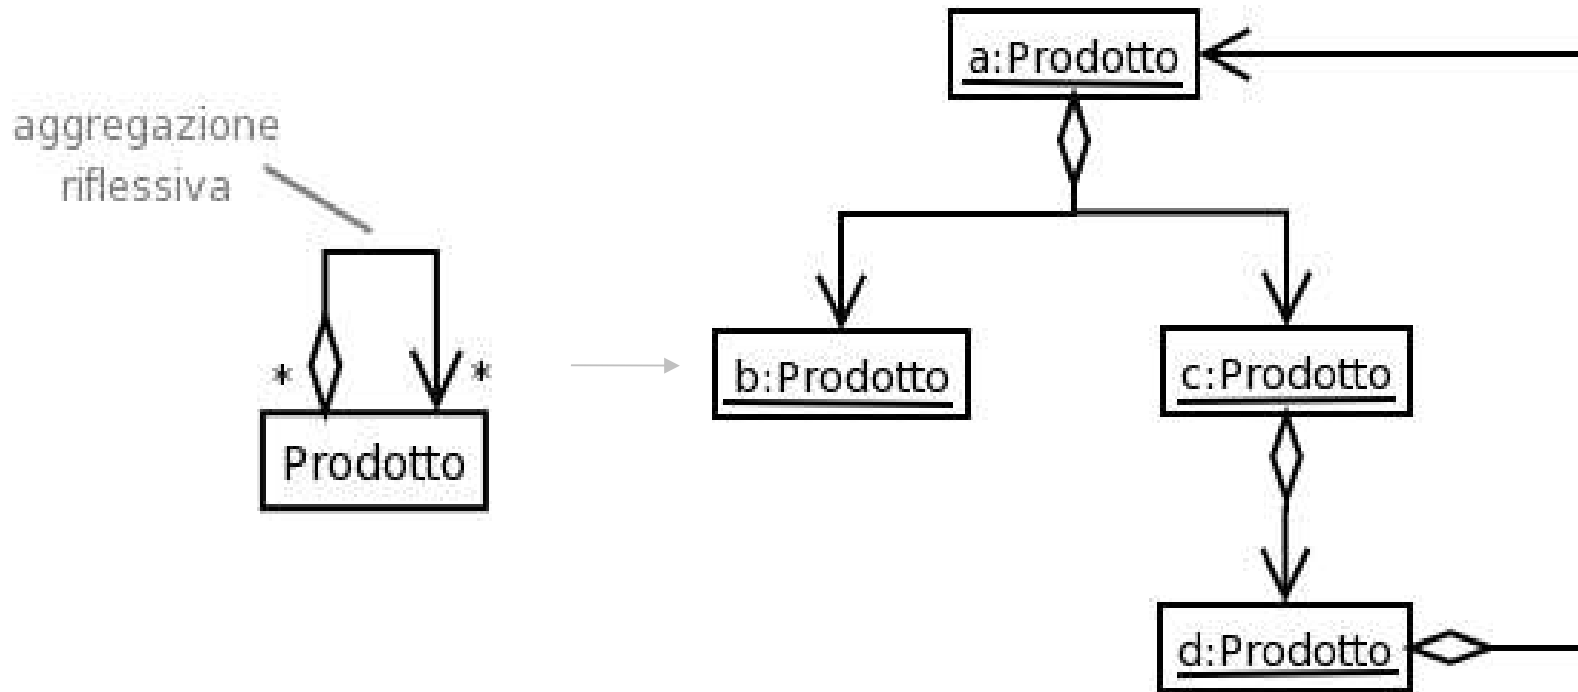 aggregazione
riflessiva
* *
Prodotto
a:Prodotto
b:Prodotto
c:Prodotto
d:Prodotto